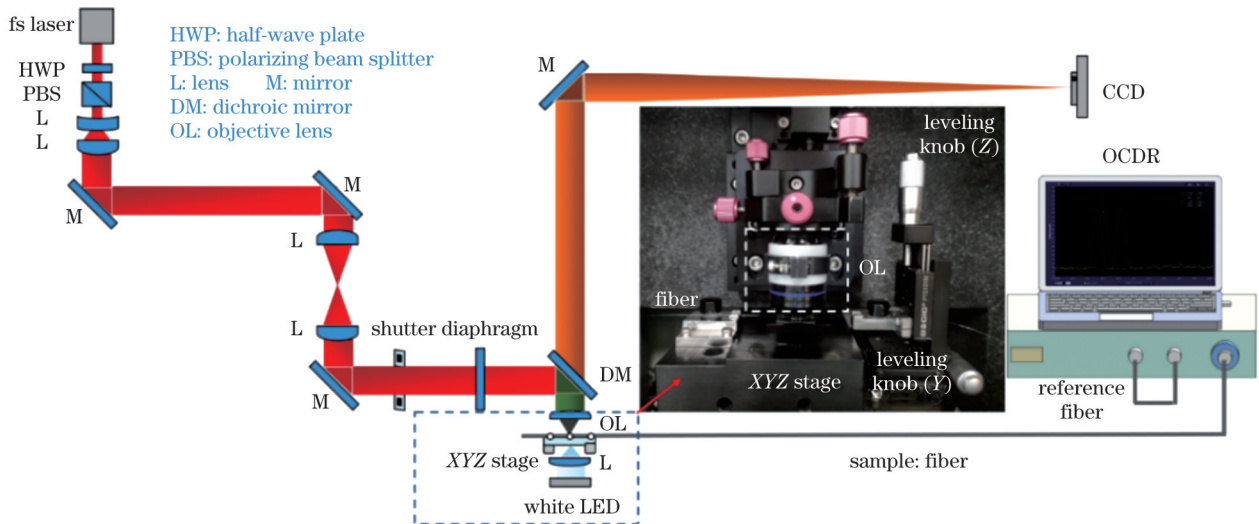 fs laser
HWP
PBS
L
L
HWP: half-wave plate
PBS: polarizing beam splitter
L: lens M: mirror
DM: dichroic mirror
OL: objective lens
M
M
L
L
M
shutter diaphragm
M
CCD
OCDR
leveling
knob (Z)
OL
fiber
XYZ stage
leveling
knob (Y)
reference
fiber
DM
OL
XYZ stage
L
white LED
sample: fiber